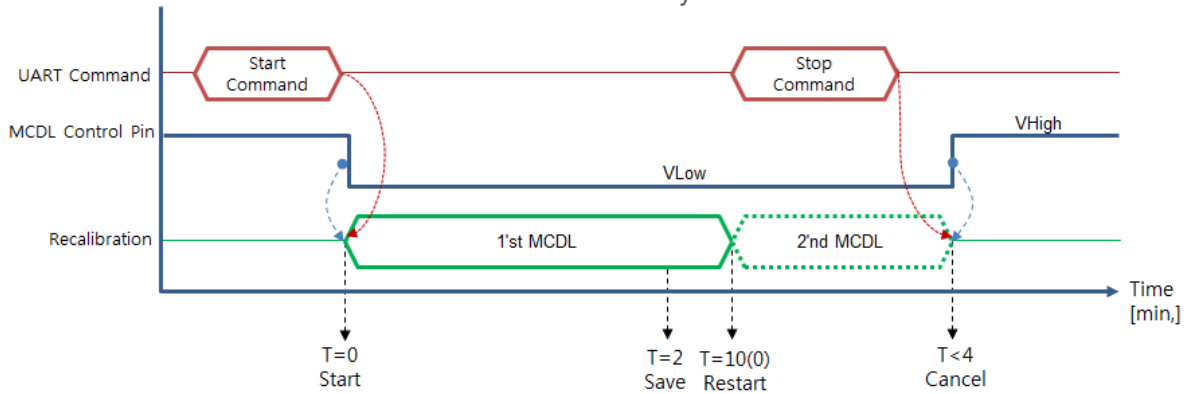 Start
Command
Stop
Command
UART Command
MCDL Control Pin
VHigh
VLow
Recalibration
1'st MCDL
2'nd MCDL
Time
[min,]
T=0
Start
T=2
Save
T=10(0)
Restart
T<4
Cancel